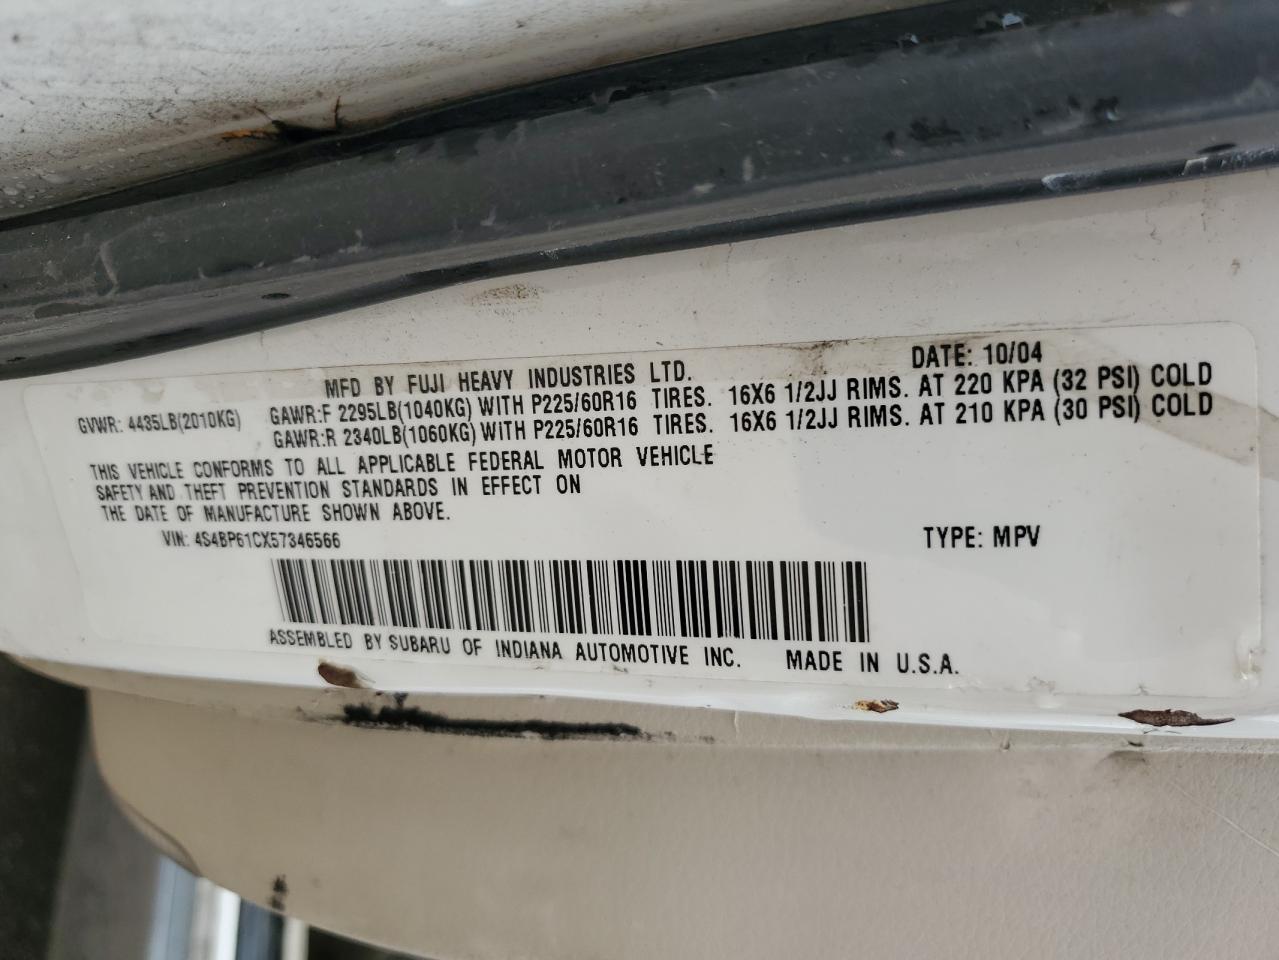 MFD BY FUJI HEAVY INDUSTRIES LTD. DATE: 10/04
GVWR: 4435LB(2010KG) GAWR:F 2295LB(1040KG) WITH P225/60R16 TIRES. 16X6 1/2JJ RIMS. AT 220 KPA (32 PSI) COLD
GAWR:R 2340LB(1060KG) WITH P225/60R16 TIRES. 16X6 1/2JJ RIMS. AT 210 KPA (30 PSI) COLD
THIS VEHICLE CONFORMS TO ALL APPLICABLE FEDERAL MOTOR VEHICLE
SAFETY AND THEFT PREVENTION STANDARDS IN EFFECT ON
THE DATE OF MANUFACTURE SHOWN ABOVE.
VIN: 4S4BP61CX57346566 TYPE: MPV
ASSEMBLED BY SUBARU OF INDIANA AUTOMOTIVE INC. MADE IN U.S.A.